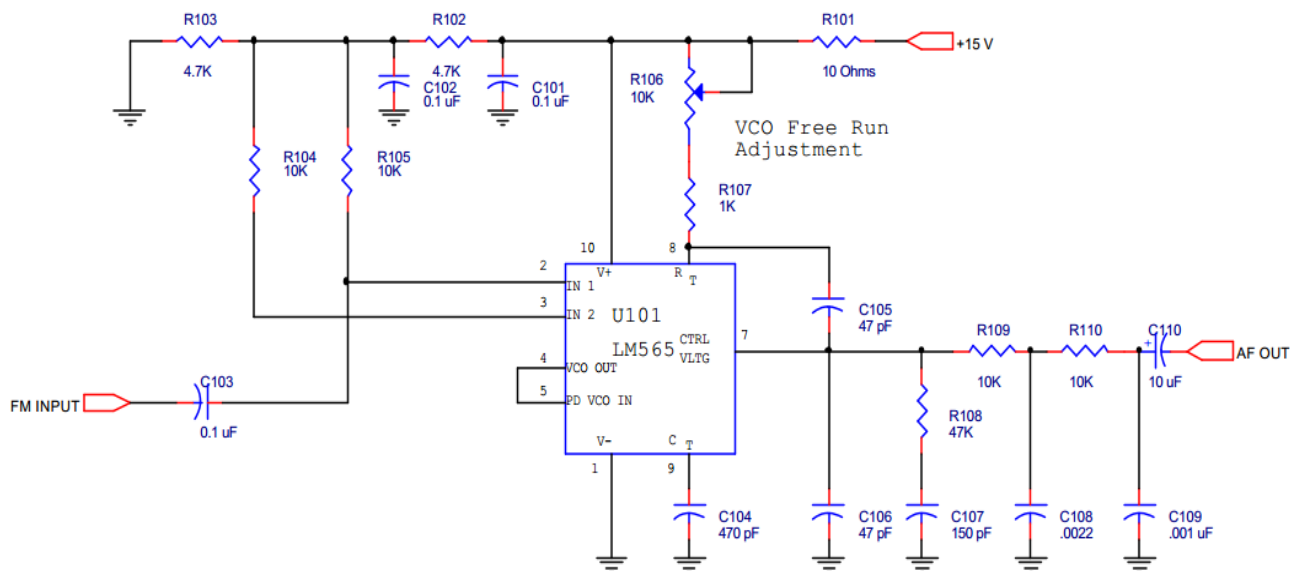 R103
4.7K
R102
4.7K
R101
10 Ohms
+15 V
C102
0.1 uF
C101
0.1 uF
R106
10K
VCO Free Run
Adjustment
R104
10K
R105
10K
R107
1K
10
8
V+
R T
2
IN 1
3
IN 2
U101
LM565
CTRL
VLTG
7
4
VCO OUT
5
PD VCO IN
V-
C T
1
9
C105
47 pF
R109
10K
R110
10K
C110
+
10 uF
AF OUT
FM INPUT
C103
0.1 uF
R108
47K
C104
470 pF
C106
47 pF
C107
150 pF
C108
.0022
C109
.001 uF